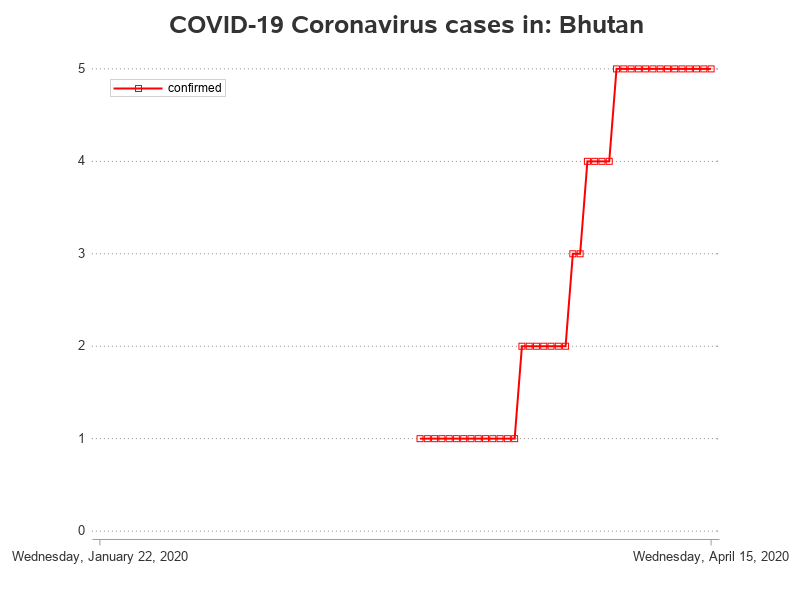 COVID-19 Coronavirus cases in: Bhutan
5
confirmed
4
3
2
1
0
Wednesday, January 22, 2020
Wednesday, April 15, 2020